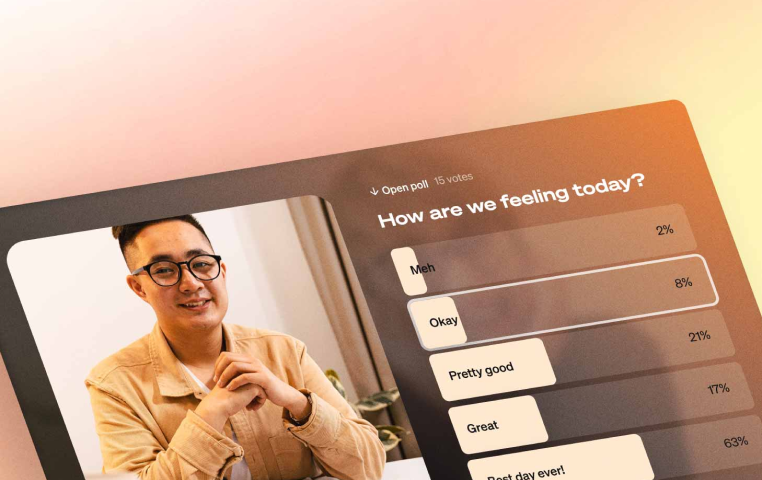 ↓ Open poll 15 votes
How are we feeling today?
Meh 2%
Okay 8%
Pretty good 21%
Great 17%
Best day ever! 63%